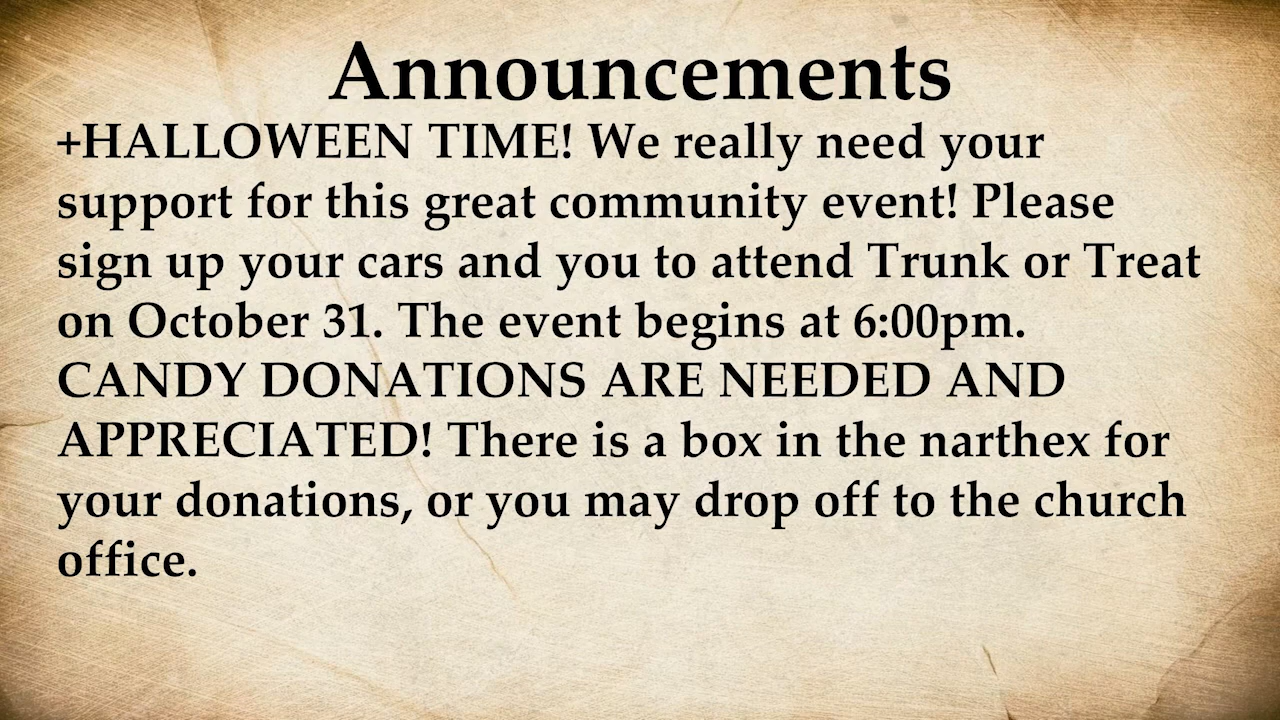 Announcements
+HALLOWEEN TIME! We really need your
support for this great community event! Please
sign up your cars and you to attend Trunk or Treat
on October 31. The event begins at 6:00pm.
CANDY DONATIONS ARE NEEDED AND
APPRECIATED! There is a box in the narthex for
your donations, or you may drop off to the church
office.